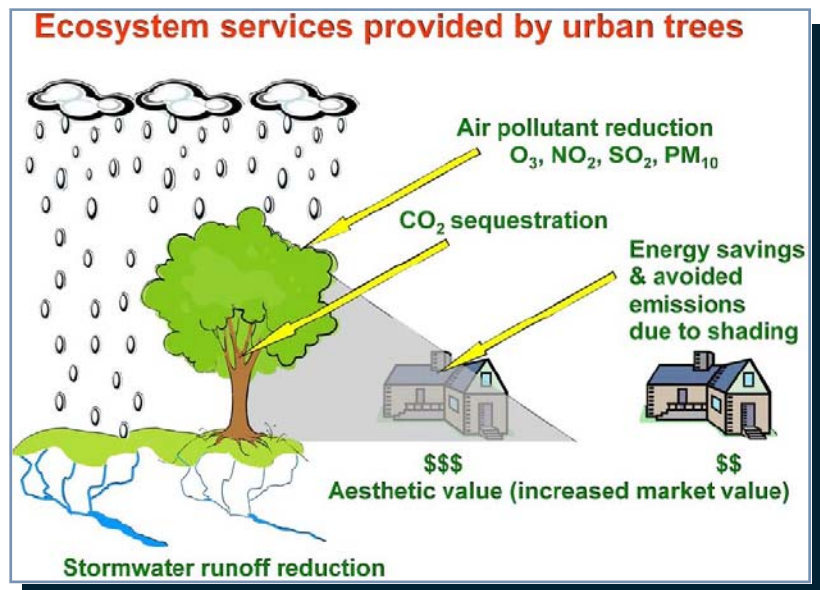 Ecosystem services provided by urban trees
Air pollutant reduction
O₃, NO₂, SO₂, PM₁₀
CO₂ sequestration
Energy savings
& avoided
emissions
due to shading
$$$
$$
Aesthetic value (increased market value)
Stormwater runoff reduction